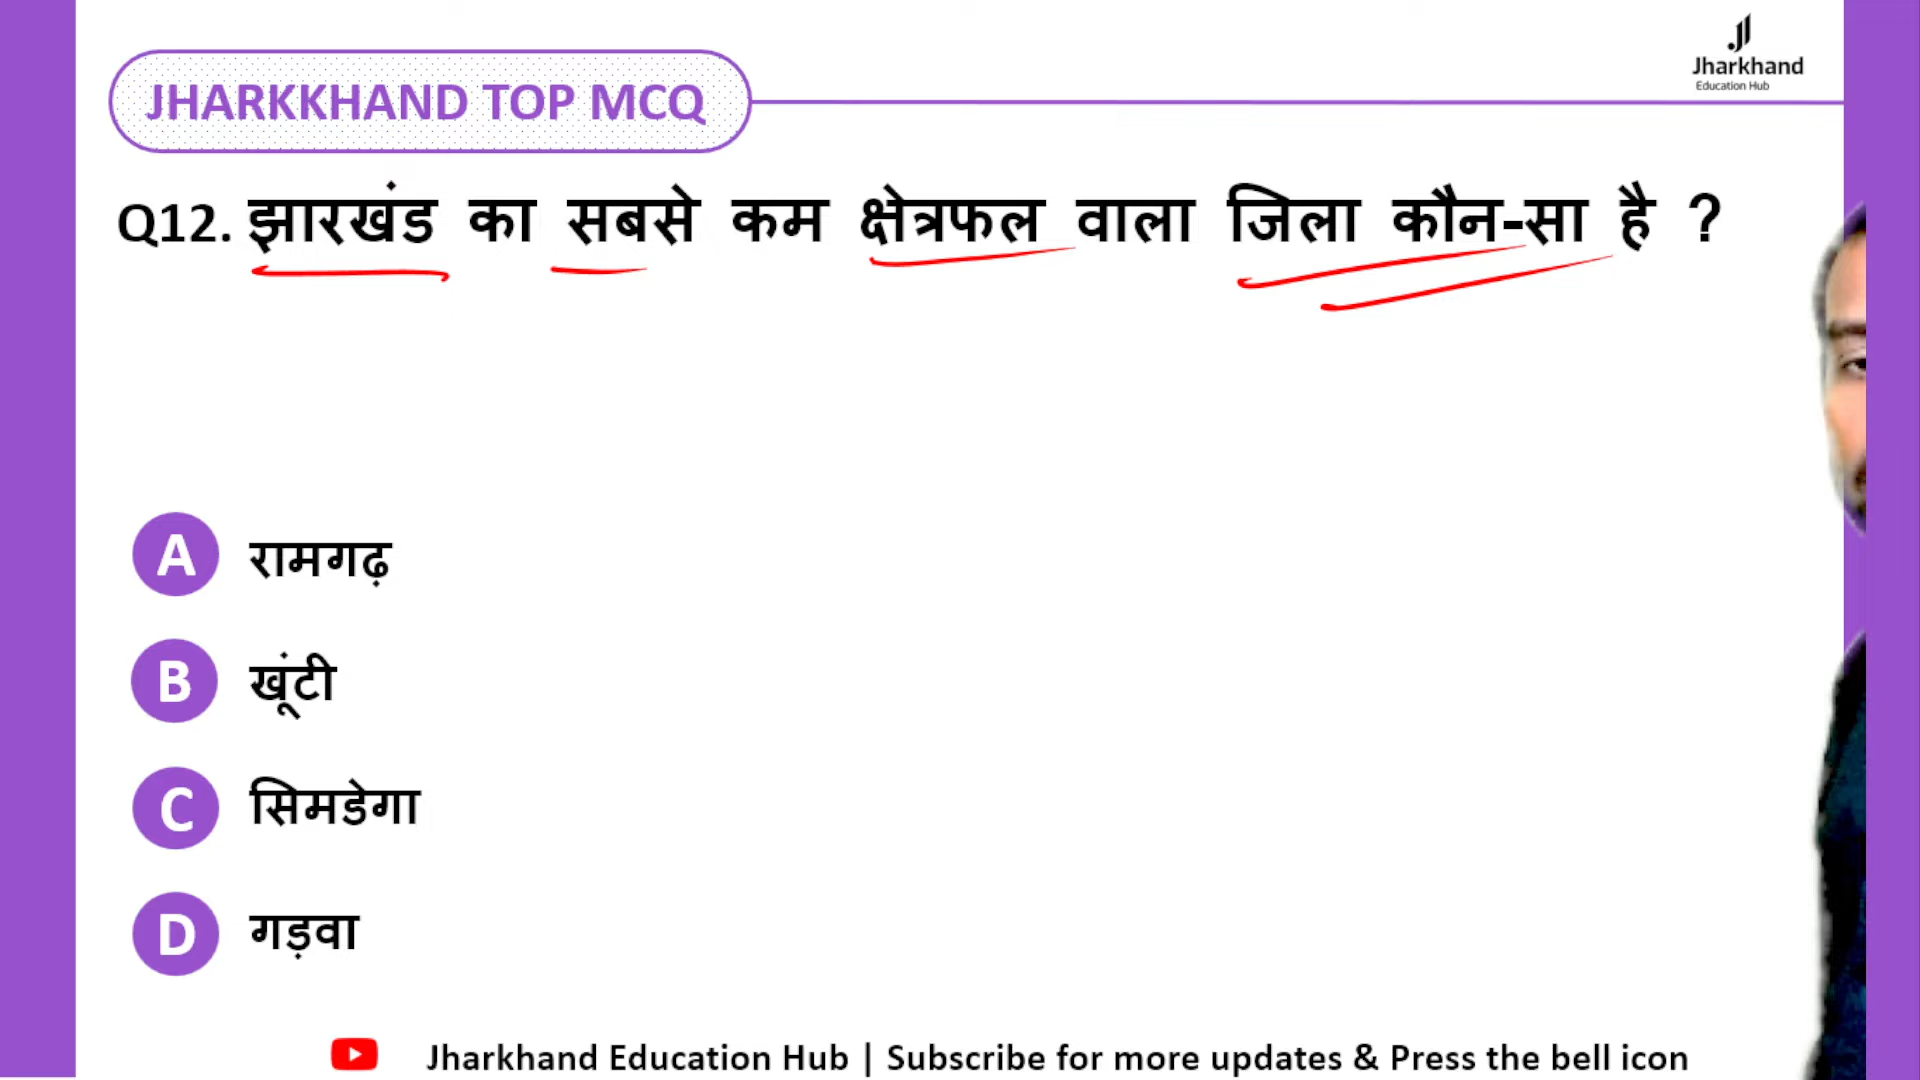 Jharkhand
Education Hub
JHARKKHAND TOP MCQ
Q12. झारखंड का सबसे कम क्षेत्रफल वाला जिला कौन-सा है ?
A रामगढ़
B खूंटी
C सिमडेगा
D गड़वा
Jharkhand Education Hub | Subscribe for more updates & Press the bell icon